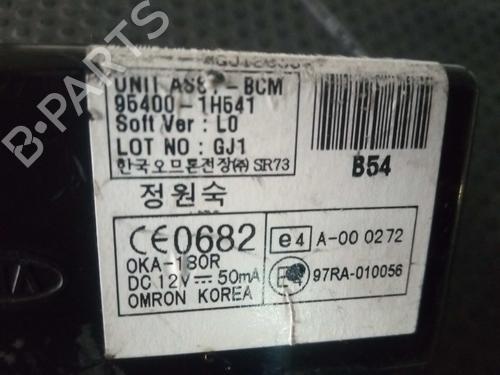 UNIT ASSY-BCM
95400-1H541
Soft Ver : L0
LOT NO : GJ1
한국오므론전장(주) SR73
B54
정원숙
CE0682
e4 A-00 0272
OKA-180R
DC 12V 50mA
97RA-010056
OMRON KOREA
B-PARTS